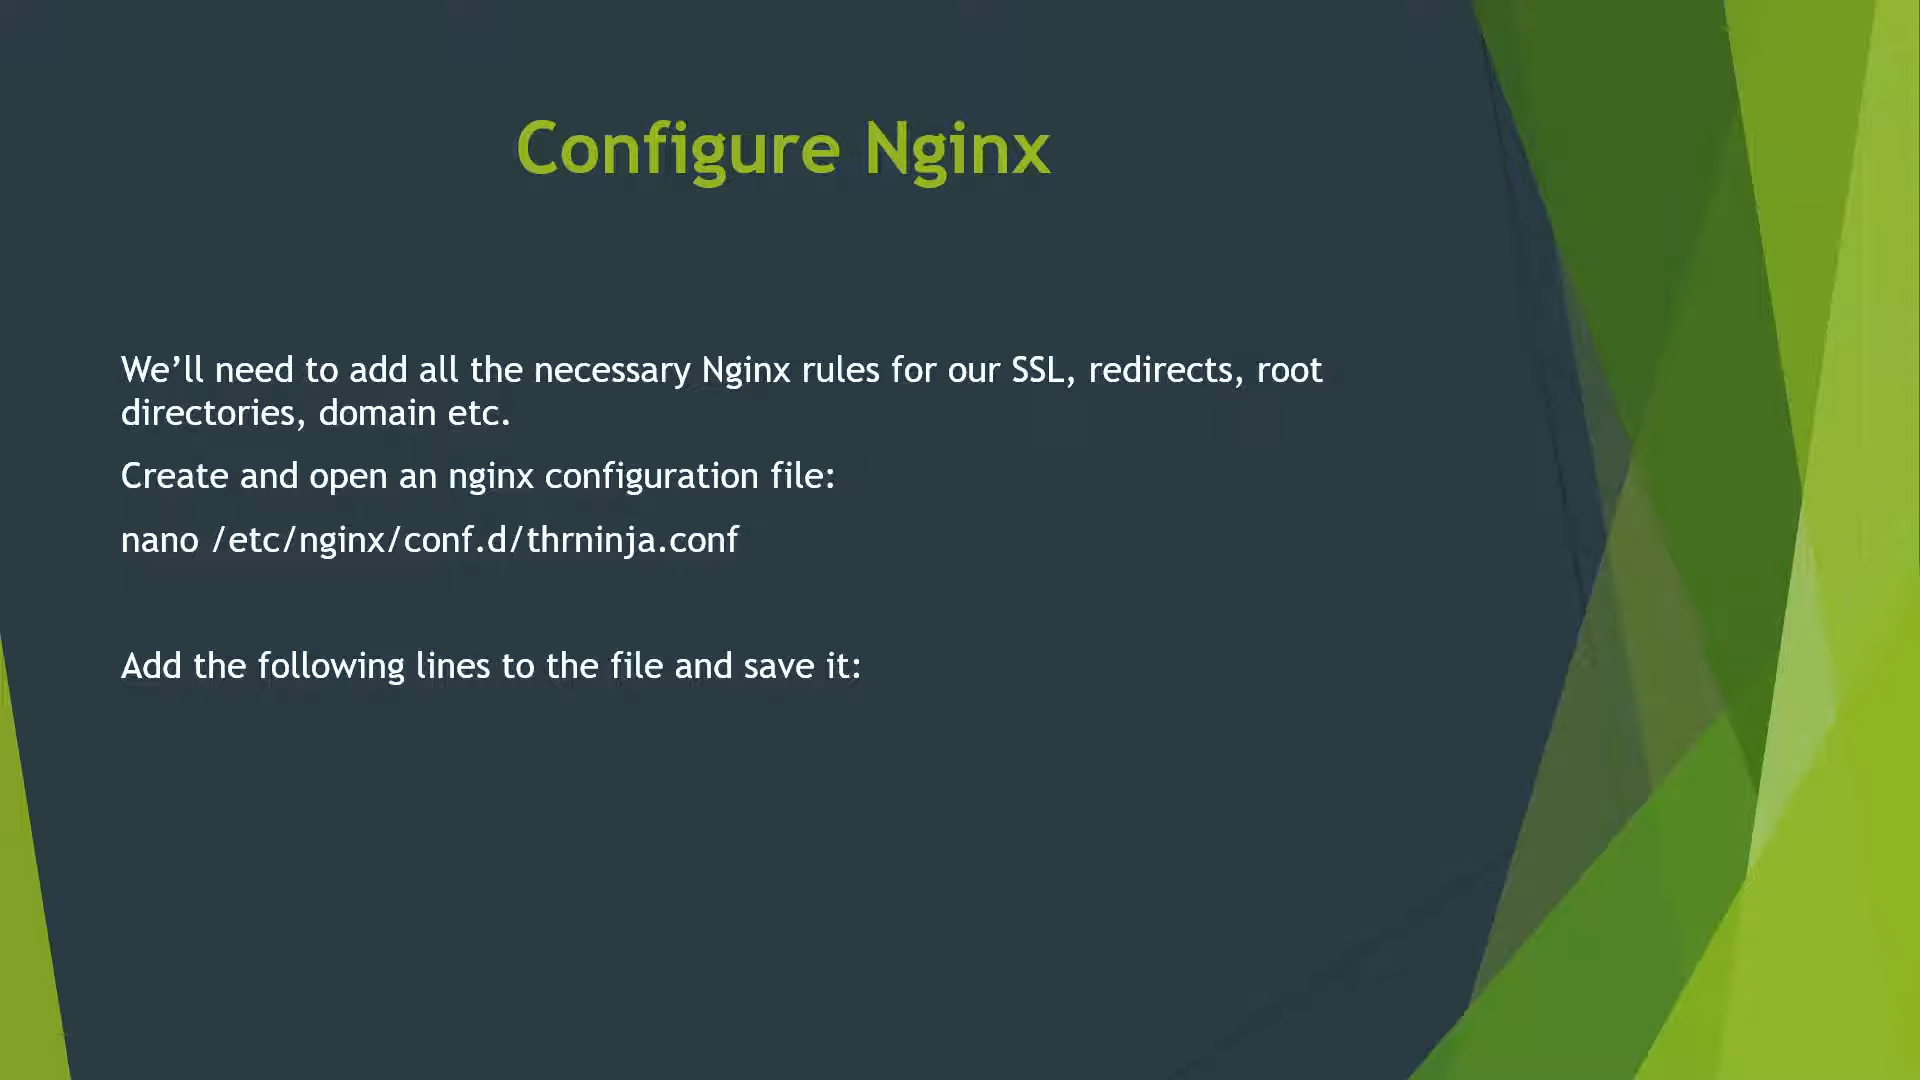 Configure Nginx
We’ll need to add all the necessary Nginx rules for our SSL, redirects, root
directories, domain etc.
Create and open an nginx configuration file:
nano /etc/nginx/conf.d/thrninja.conf
Add the following lines to the file and save it: